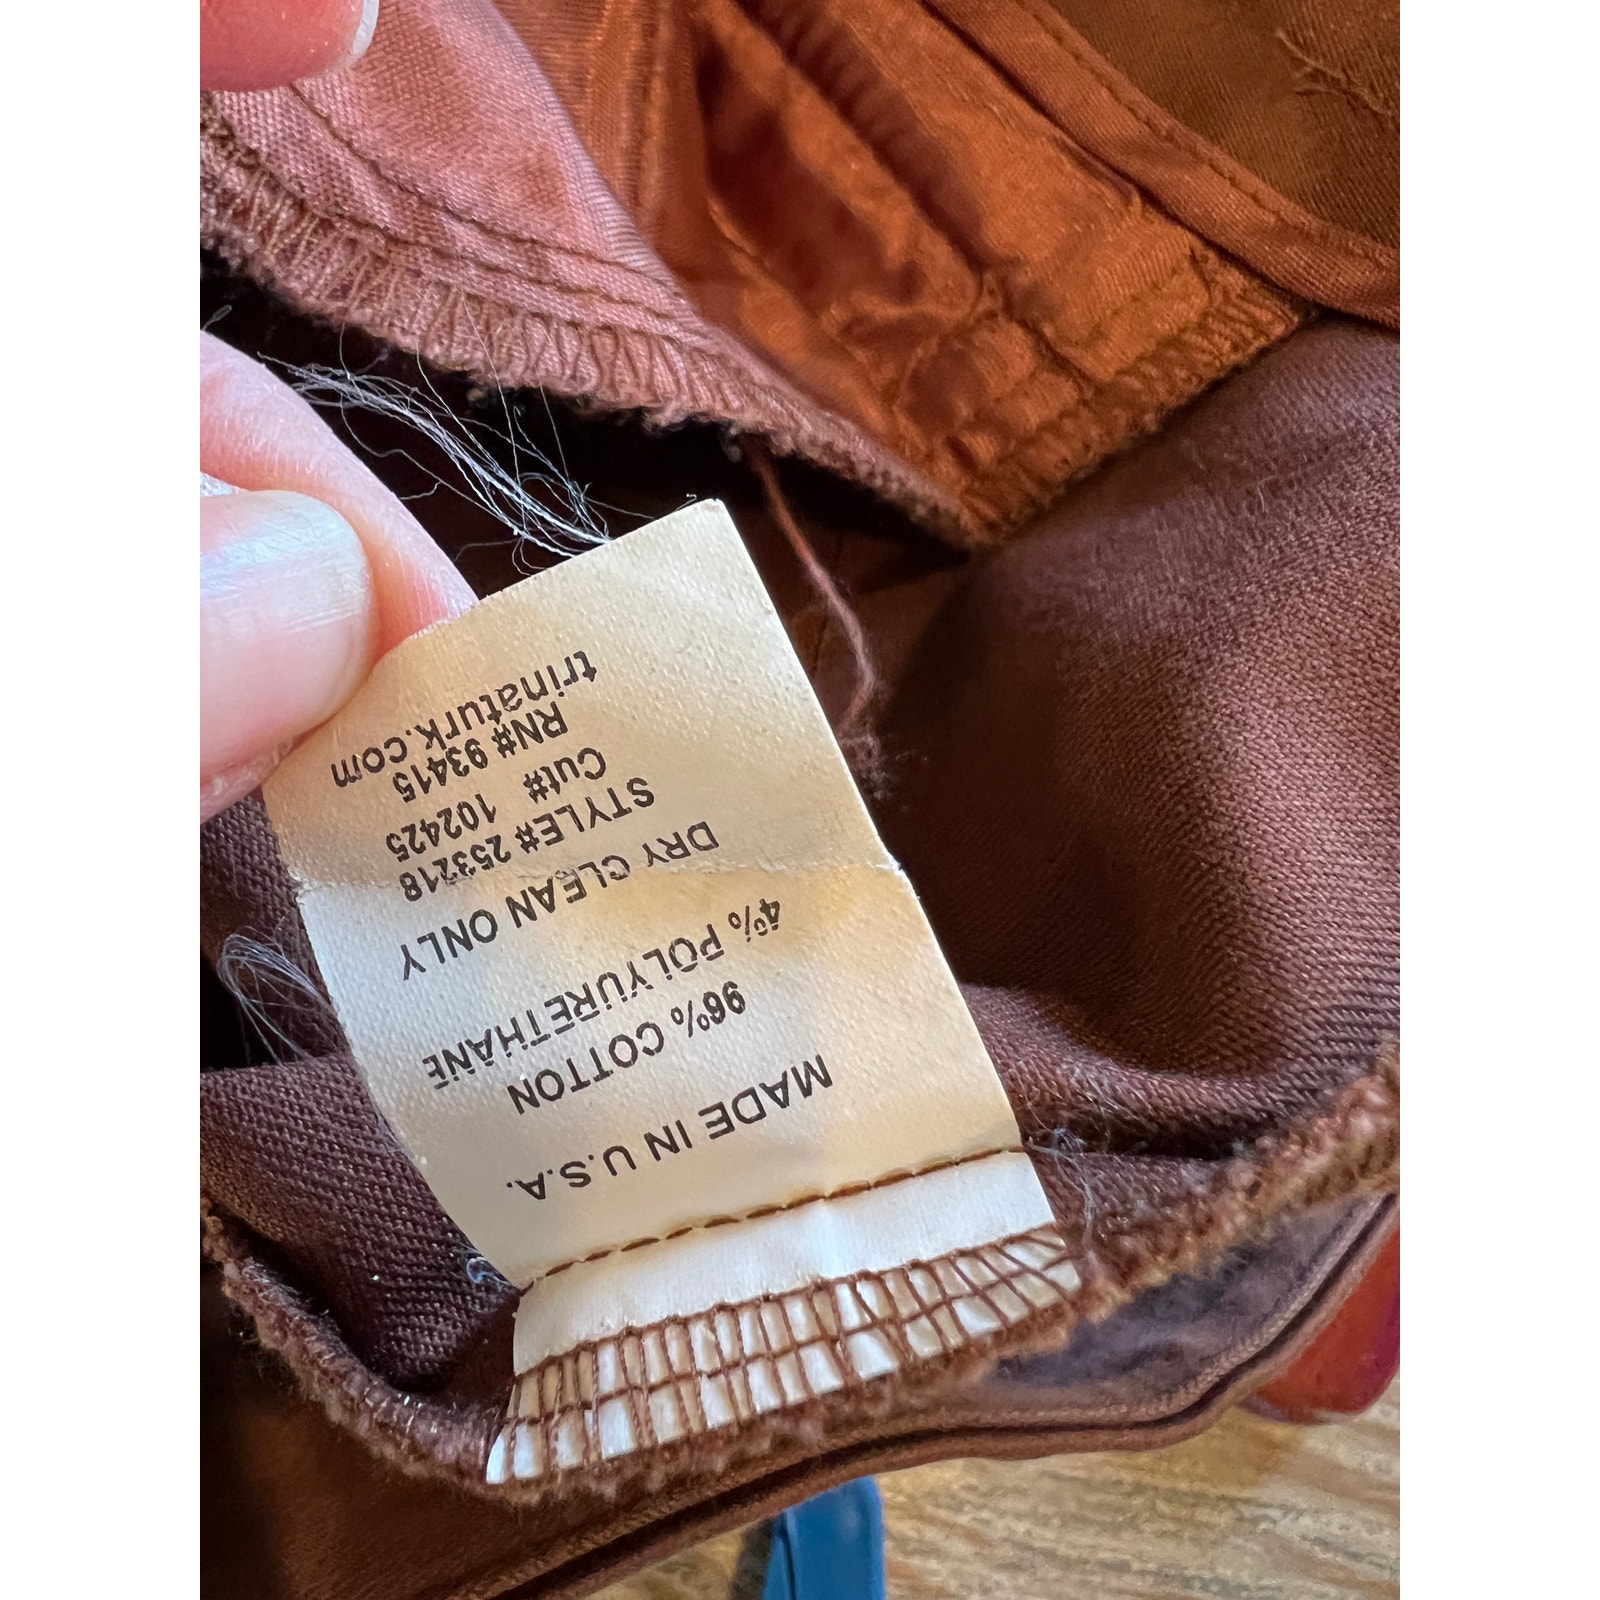 MADE IN U.S.A.
96% COTTON
4% POLYURETHANE
DRY CLEAN ONLY
STYLE# 253218
Cut# 102425
RN# 93415
trinaturk.com